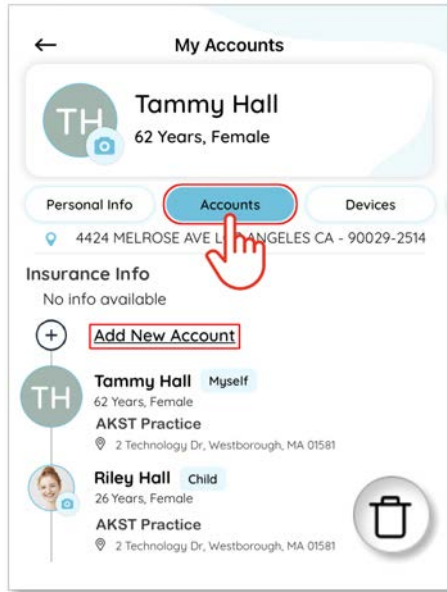 My Accounts
TH
Tammy Hall
62 Years, Female
Personal Info
Accounts
Devices
4424 MELROSE AVE ANGELES CA - 90029-2514
Insurance Info
No info available
Add New Account
TH
Tammy Hall Myself
62 Years, Female
AKST Practice
2 Technology Dr, Westborough, MA 01581
Riley Hall Child
26 Years, Female
AKST Practice
2 Technology Dr, Westborough, MA 01581